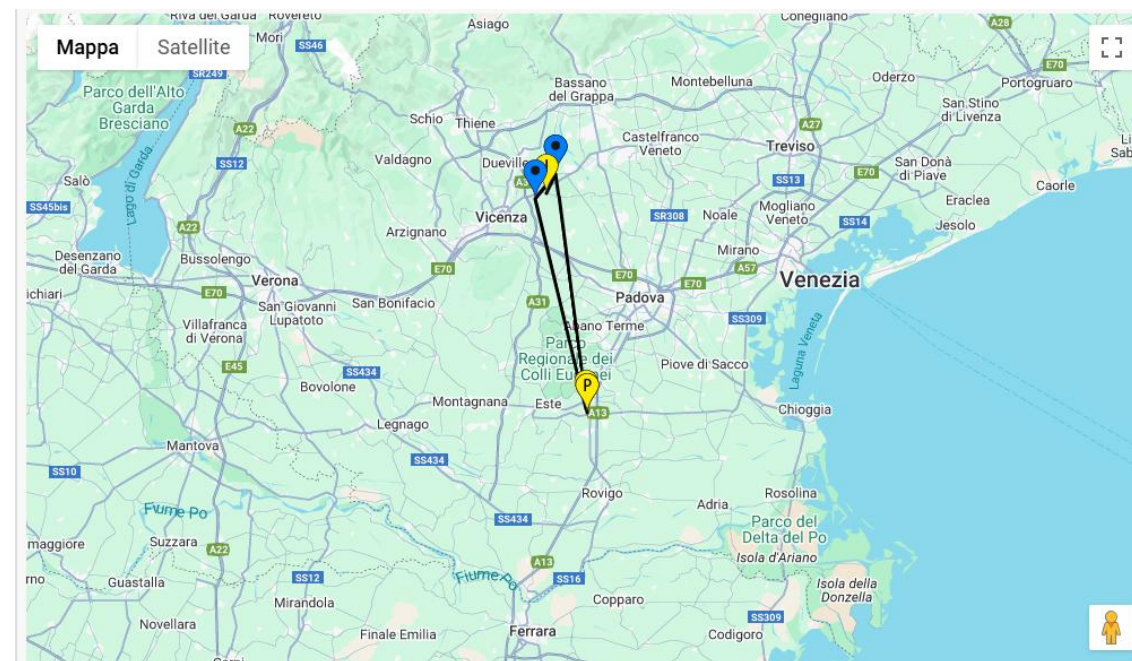 Riva del Garda
Rovereto
Asiago
Conegliano
A28
Mappa
Satellite
Mori
SS46
E70
Portogruaro
SR249
Bassano
del Grappa
Montebelluna
Oderzo
Parco dell'Alto
Garda
Bresciano
San Stino
di Livenza
A22
Schio
Thiene
A27
Castelfranco
Veneto
Treviso
SS12
Valdagno
Dueville
San Donà
di Piave
E70
Caorle
Lago di Garda
Salò
SS13
SS45bis
Vicenza
SR308
Noale
Mogliano
Veneto
SS14
Eraclea
Jesolo
A22
Arzignano
Mirano
Desenzano
del Garda
Bussolengo
E70
E70
E70
A57
Venezia
Verona
Padova
E70
San Giovanni
Lupatoto
San Bonifacio
A31
SS309
Villafranca
di Verona
Abano Terme
Laguna Veneta
Parco
Regionale dei
Colli Euganei
Piove di Sacco
E45
SS434
Bovolone
P
Montagnana
Este
A13
Chioggia
Legnago
Mantova
SS434
SS10
Rovigo
Rosolina
Adria
Fiume Po
SS434
Parco del
Delta del Po
Isola d'Ariano
maggiore
Suzzara
A22
A13
Fiume Po
SS16
SS12
Isola della
Donzella
Guastalla
Mirandola
Copparo
SS309
Novellara
Finale Emilia
Ferrara
Codigoro